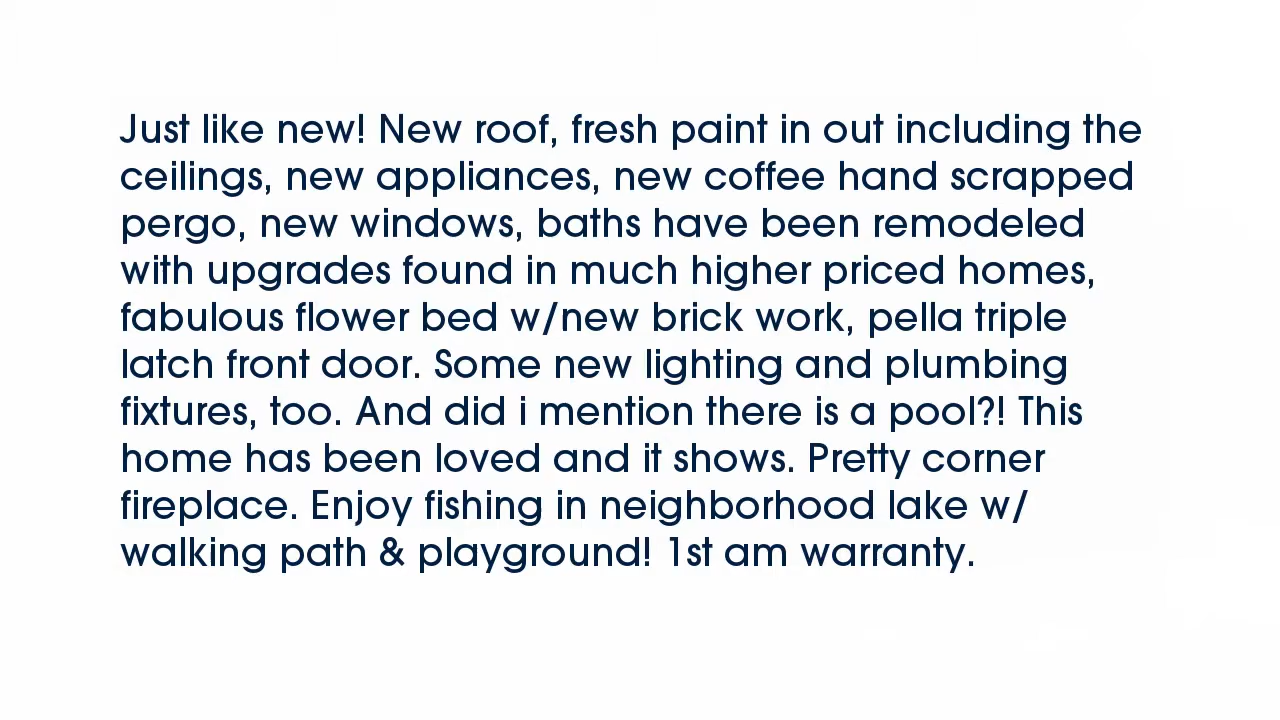 Just like new! New roof, fresh paint in out including the
ceilings, new appliances, new coffee hand scrapped
pergo, new windows, baths have been remodeled
with upgrades found in much higher priced homes,
fabulous flower bed w/new brick work, pella triple
latch front door. Some new lighting and plumbing
fixtures, too. And did i mention there is a pool?! This
home has been loved and it shows. Pretty corner
fireplace. Enjoy fishing in neighborhood lake w/
walking path & playground! 1st am warranty.